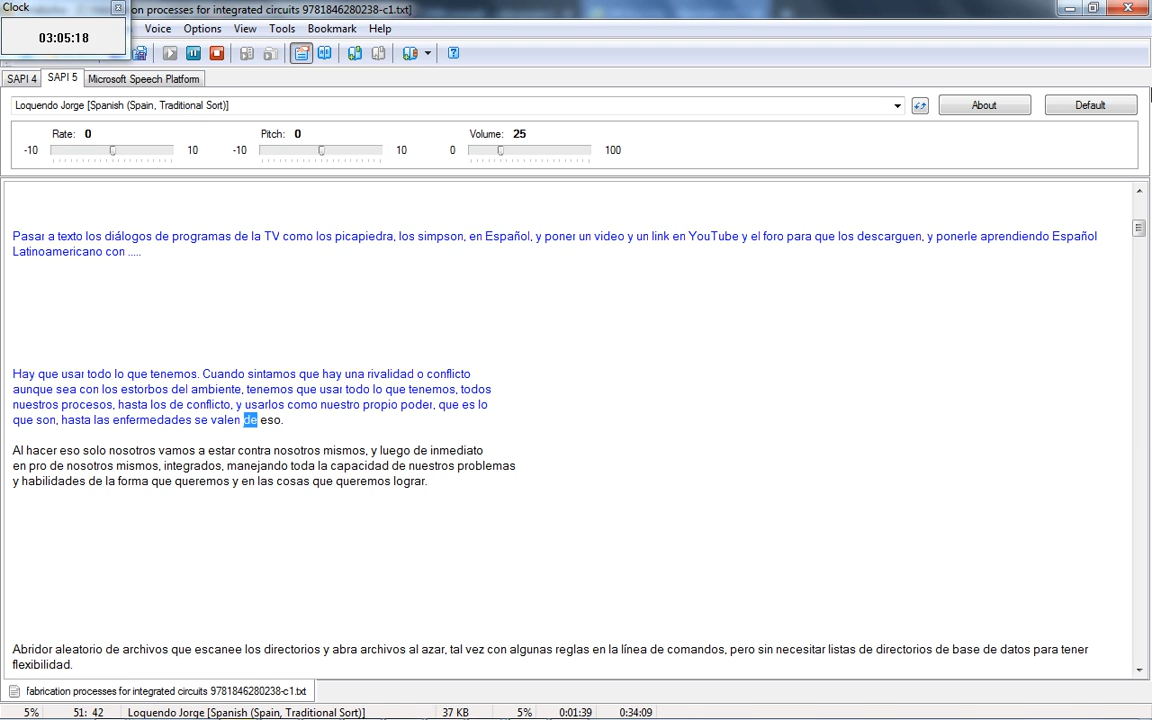 Clock
on processes for integrated circuits 9781846280238-c1.txt]
03:05:18
Voice Options View Tools Bookmark Help
SAPI 4 SAPI 5 Microsoft Speech Platform
Loquendo Jorge [Spanish (Spain, Traditional Sort)] About Default
Rate: 0 Pitch: 0 Volume: 25
-10 10 -10 10 0 100
Pasar a texto los diálogos de programas de la TV como los picapiedra, los simpson, en Español, y poner un video y un link en YouTube y el foro para que los descarguen, y ponerle aprendiendo Español
Latinoamericano con .....
Hay que usar todo lo que tenemos. Cuando sintamos que hay una rivalidad o conflicto
aunque sea con los estorbos del ambiente, tenemos que usar todo lo que tenemos, todos
nuestros procesos, hasta los de conflicto, y usarlos como nuestro propio poder, que es lo
que son, hasta las enfermedades se valen de eso.
Al hacer eso solo nosotros vamos a estar contra nosotros mismos, y luego de inmediato
en pro de nosotros mismos, integrados, manejando toda la capacidad de nuestros problemas
y habilidades de la forma que queremos y en las cosas que queremos lograr.
Abridor aleatorio de archivos que escanee los directorios y abra archivos al azar, tal vez con algunas reglas en la línea de comandos, pero sin necesitar listas de directorios de base de datos para tener
flexibilidad.
fabrication processes for integrated circuits 9781846280238-c1.txt
5% 51: 42 Loquendo Jorge [Spanish (Spain, Traditional Sort)] 37 KB 5% 0:01:39 0:34:09